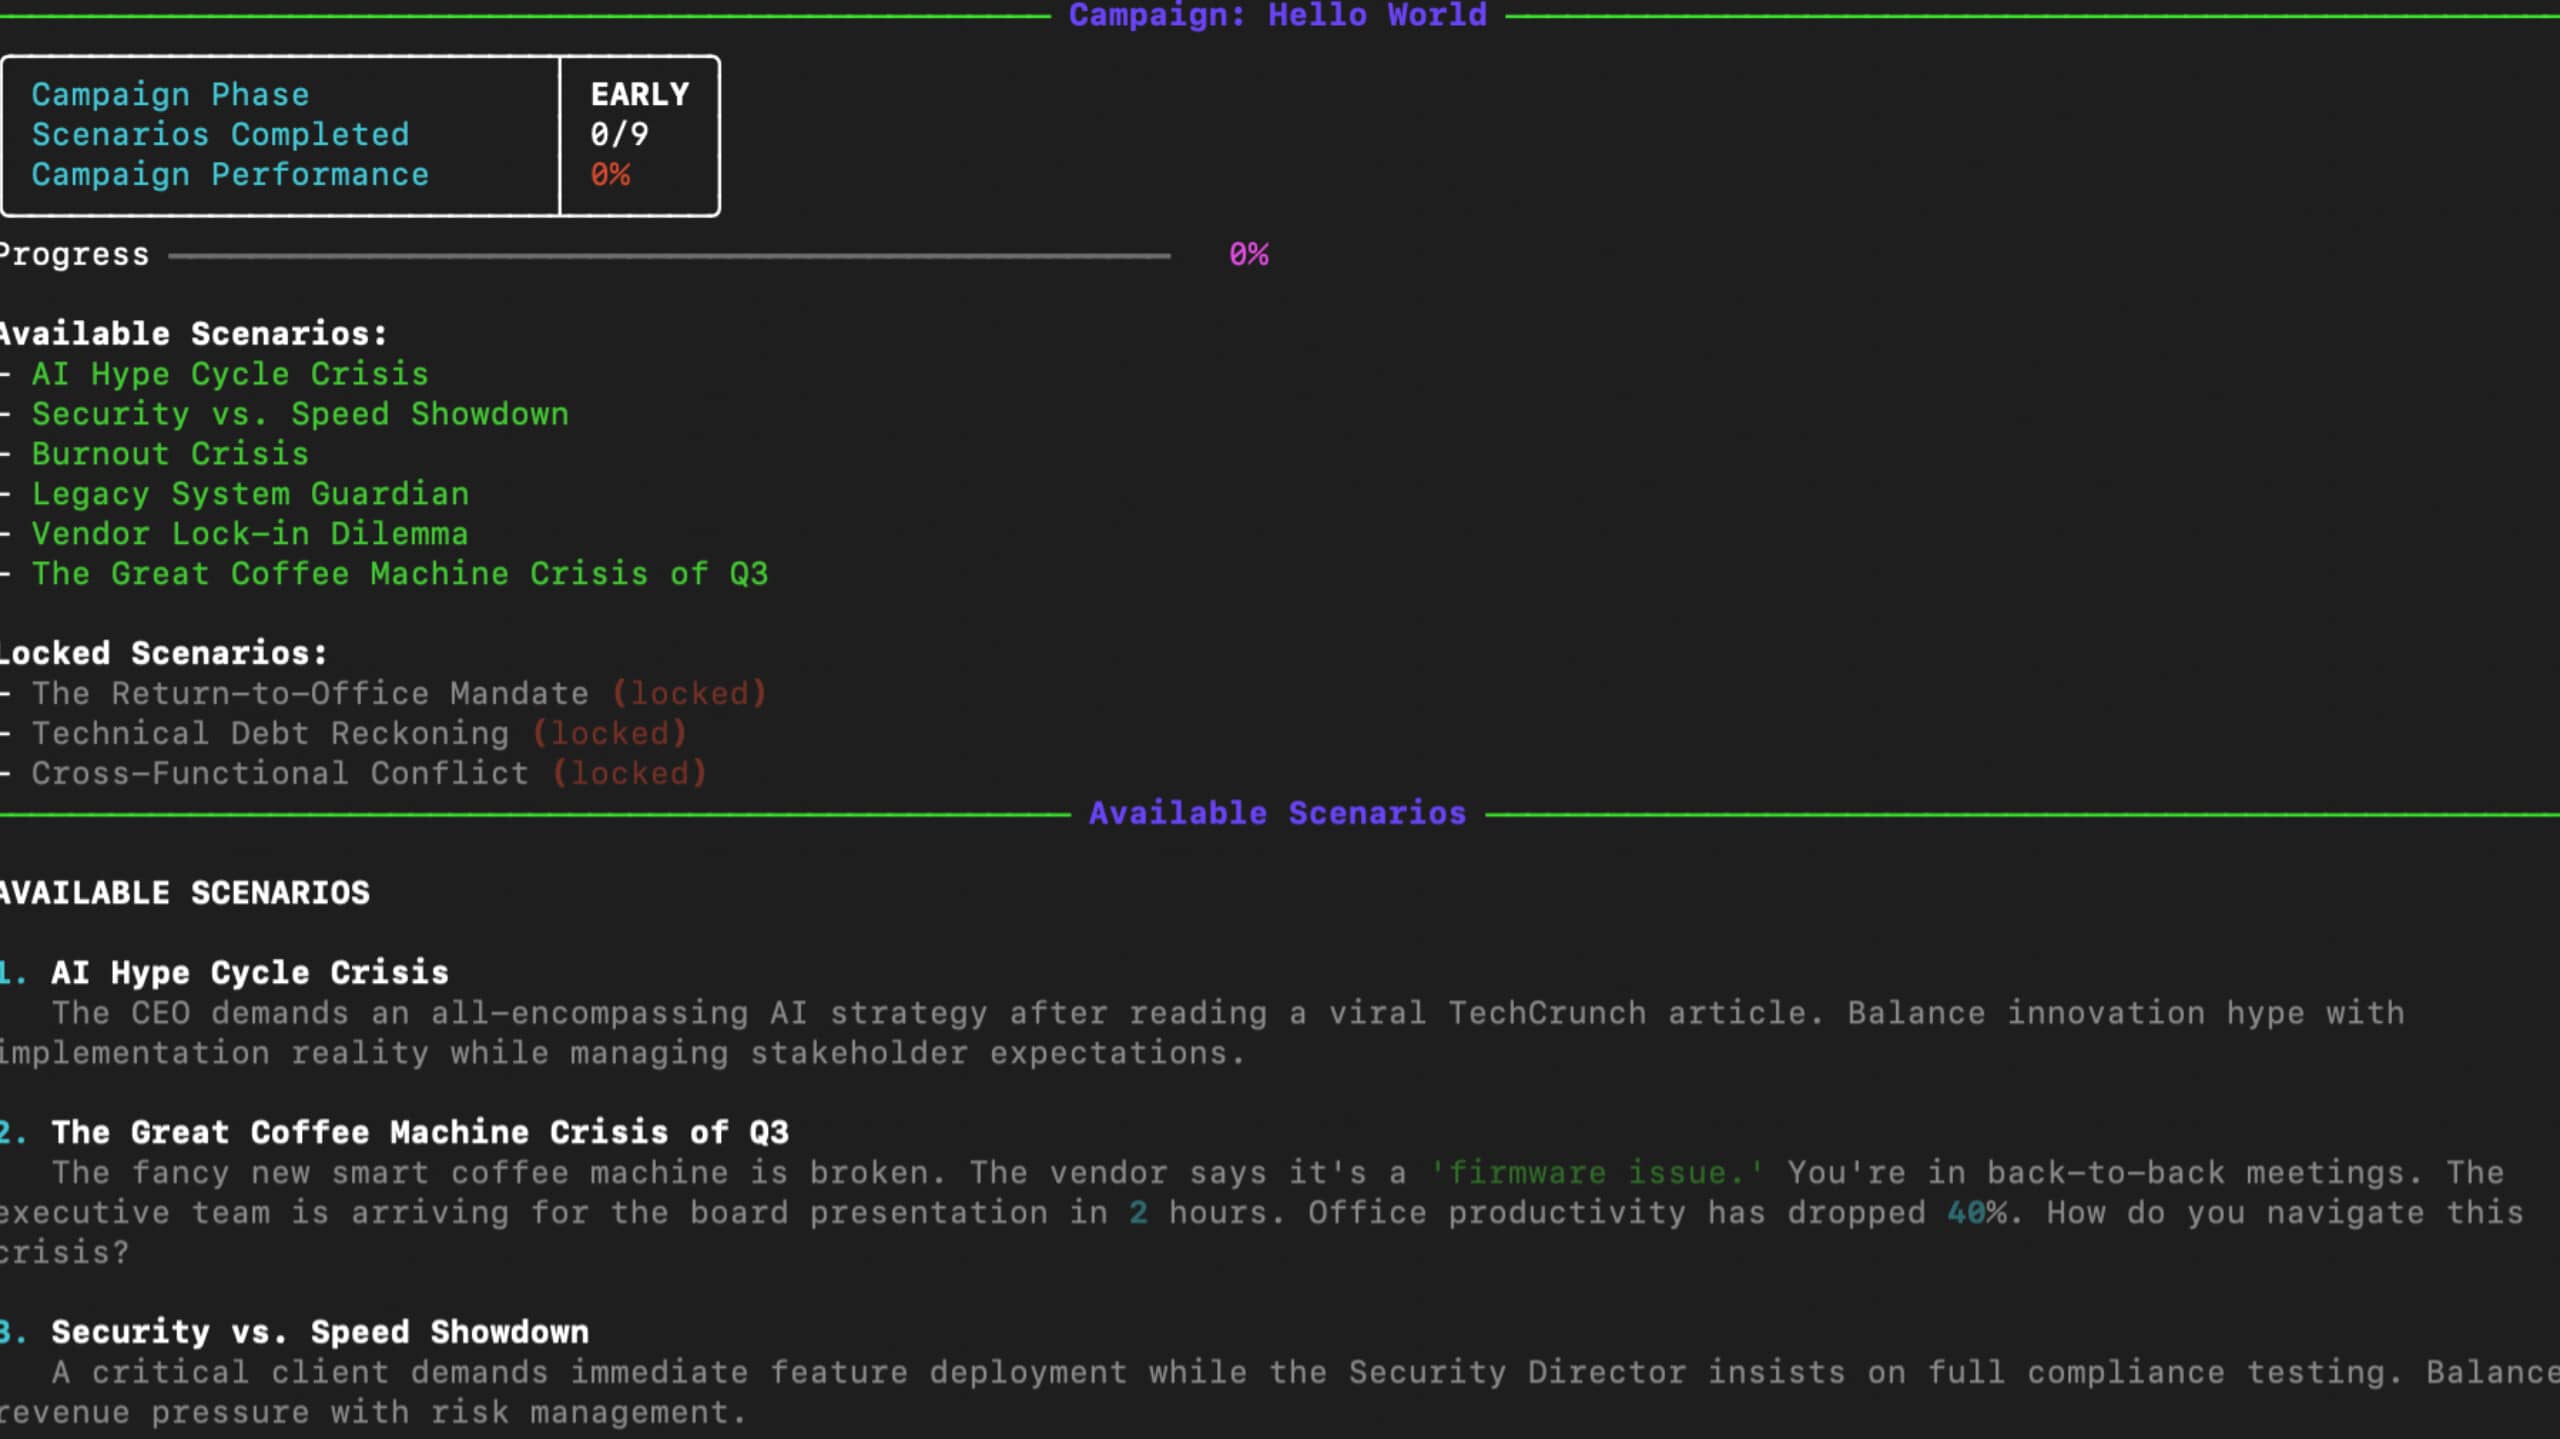 Campaign: Hello World
Campaign Phase EARLY
Scenarios Completed 0/9
Campaign Performance 0%
Progress 0%
Available Scenarios:
- AI Hype Cycle Crisis
- Security vs. Speed Showdown
- Burnout Crisis
- Legacy System Guardian
- Vendor Lock-in Dilemma
- The Great Coffee Machine Crisis of Q3
Locked Scenarios:
- The Return-to-Office Mandate (locked)
- Technical Debt Reckoning (locked)
- Cross-Functional Conflict (locked)
Available Scenarios
AVAILABLE SCENARIOS
1. AI Hype Cycle Crisis
The CEO demands an all-encompassing AI strategy after reading a viral TechCrunch article. Balance innovation hype with
implementation reality while managing stakeholder expectations.
2. The Great Coffee Machine Crisis of Q3
The fancy new smart coffee machine is broken. The vendor says it's a 'firmware issue.' You're in back-to-back meetings. The
executive team is arriving for the board presentation in 2 hours. Office productivity has dropped 40%. How do you navigate this
crisis?
3. Security vs. Speed Showdown
A critical client demands immediate feature deployment while the Security Director insists on full compliance testing. Balance
revenue pressure with risk management.